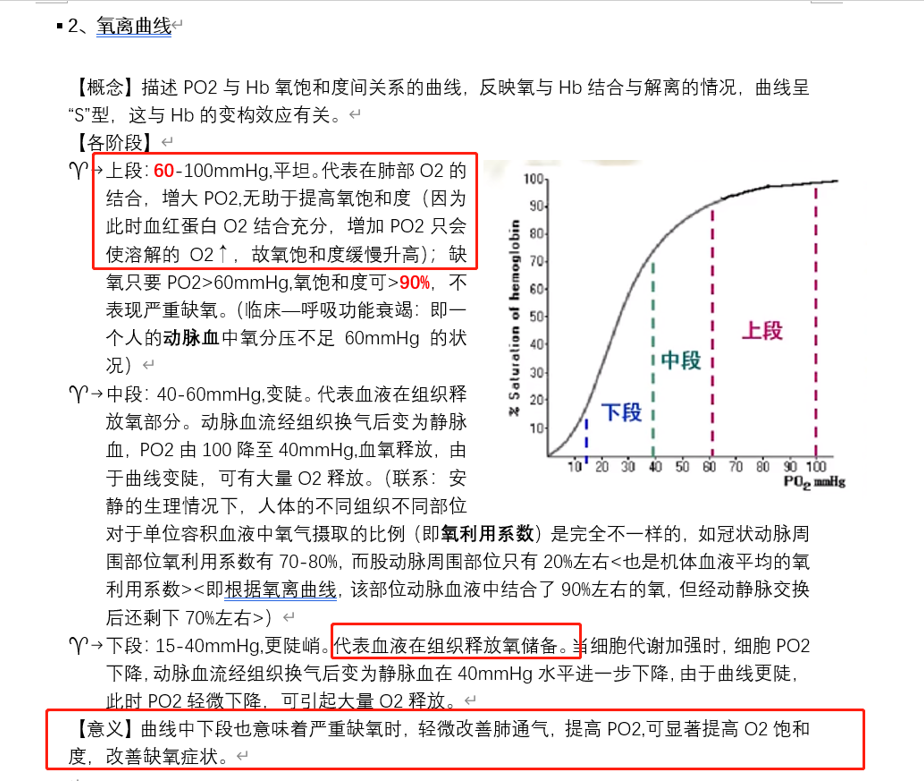 ▪ 2、氧离曲线↵
【概念】描述 PO2 与 Hb 氧饱和度间关系的曲线，反映氧与 Hb 结合与解离的情况，曲线呈
“S”型，这与 Hb 的变构效应有关。↵
【各阶段】↵
♈→上段：60-100mmHg,平坦。代表在肺部 O2 的
结合，增大 PO2,无助于提高氧饱和度（因为
此时血红蛋白 O2 结合充分，增加 PO2 只会
使溶解的 O2↑，故氧饱和度缓慢升高）；缺
氧只要 PO2>60mmHg,氧饱和度可>90%，不
表现严重缺氧。（临床—呼吸功能衰竭：即一
个人的动脉血中氧分压不足 60mmHg 的状
况）↵
♈→中段：40-60mmHg,变陡。代表血液在组织释
放氧部分。动脉血流经组织换气后变为静脉
血，PO2 由 100 降至 40mmHg,血氧释放，由
于曲线变陡，可有大量 O2 释放。（联系：安
静的生理情况下，人体的不同组织不同部位
对于单位容积血液中氧气摄取的比例（即氧利用系数）是完全不一样的，如冠状动脉周
围部位氧利用系数有 70-80%，而股动脉周围部位只有 20%左右<也是机体血液平均的氧
利用系数><即根据氧离曲线，该部位动脉血液中结合了 90%左右的氧，但经动静脉交换
后还剩下 70%左右>）↵
♈→下段：15-40mmHg,更陡峭。代表血液在组织释放氧储备。当细胞代谢加强时，细胞 PO2
下降，动脉血流经组织换气后变为静脉血在 40mmHg 水平进一步下降，由于曲线更陡，
此时 PO2 轻微下降，可引起大量 O2 释放。↵
【意义】曲线中下段也意味着严重缺氧时，轻微改善肺通气，提高 PO2,可显著提高 O2 饱和
度，改善缺氧症状。↵
% Saturation of hemoglobin
100
90
80
70
60
50
40
30
20
10
下段
中段
上段
10 20 30 40 50 60 70 80 90 100
PO₂ mmHg